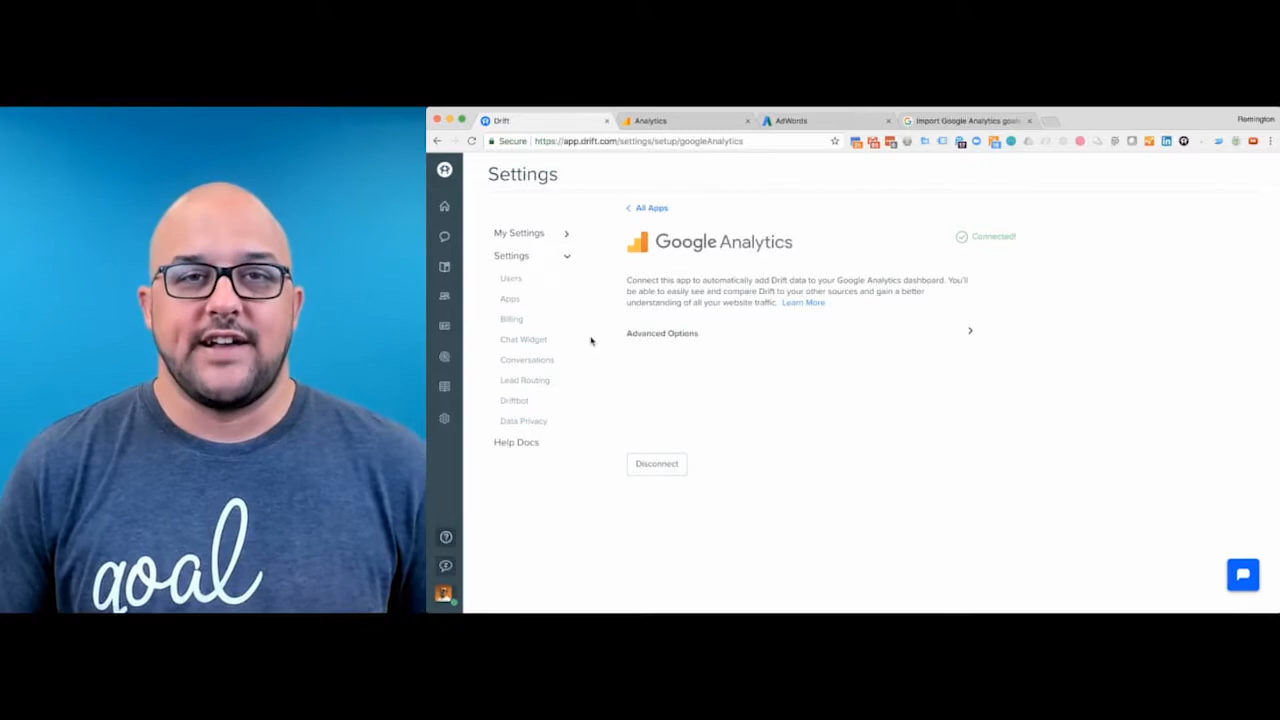 goal
Drift
Analytics
AdWords
Import Google Analytics goals
Remington
Secure
https://app.drift.com/settings/setup/googleAnalytics
Settings
My Settings
Settings
Users
Apps
Billing
Chat Widget
Conversations
Lead Routing
Driftbot
Data Privacy
Help Docs
All Apps
Google Analytics
Connected!
Connect this app to automatically add Drift data to your Google Analytics dashboard. You'll
be able to easily see and compare Drift to your other sources and gain a better
understanding of all your website traffic. Learn More
Advanced Options
Disconnect